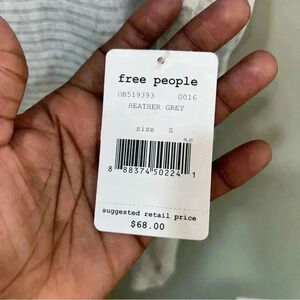 free people
OB519393 0016
HEATHER GREY
size S
8 88374 50224 1
suggested retail price
$68.00